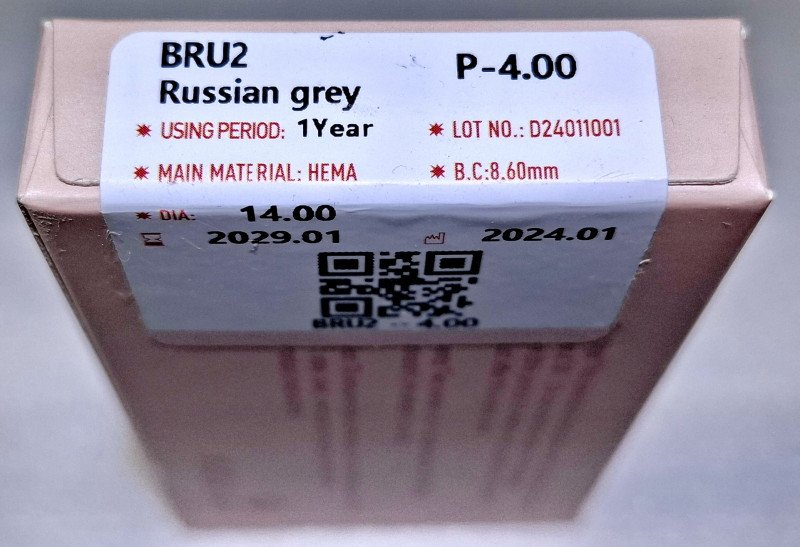 BRU2
P-4.00
Russian grey
USING PERIOD: 1Year
LOT NO.: D24011001
MAIN MATERIAL: HEMA
B.C:8.60mm
DIA: 14.00
2029.01
2024.01
BRU2 -- 4.00